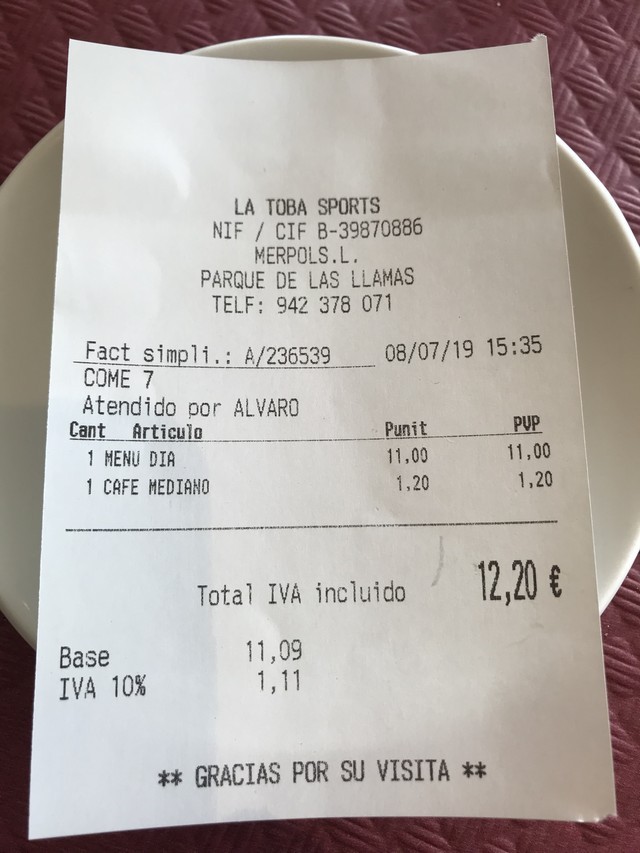 LA TOBA SPORTS
NIF / CIF B-39870886
MERPOLS.L.
PARQUE DE LAS LLAMAS
TELF: 942 378 071
Fact simpli.: A/236539 08/07/19 15:35
COME 7
Atendido por ALVARO
Cant Articulo Punit PVP
1 MENU DIA 11,00 11,00
1 CAFE MEDIANO 1,20 1,20
Total IVA incluido 12,20 €
Base 11,09
IVA 10% 1,11
** GRACIAS POR SU VISITA **